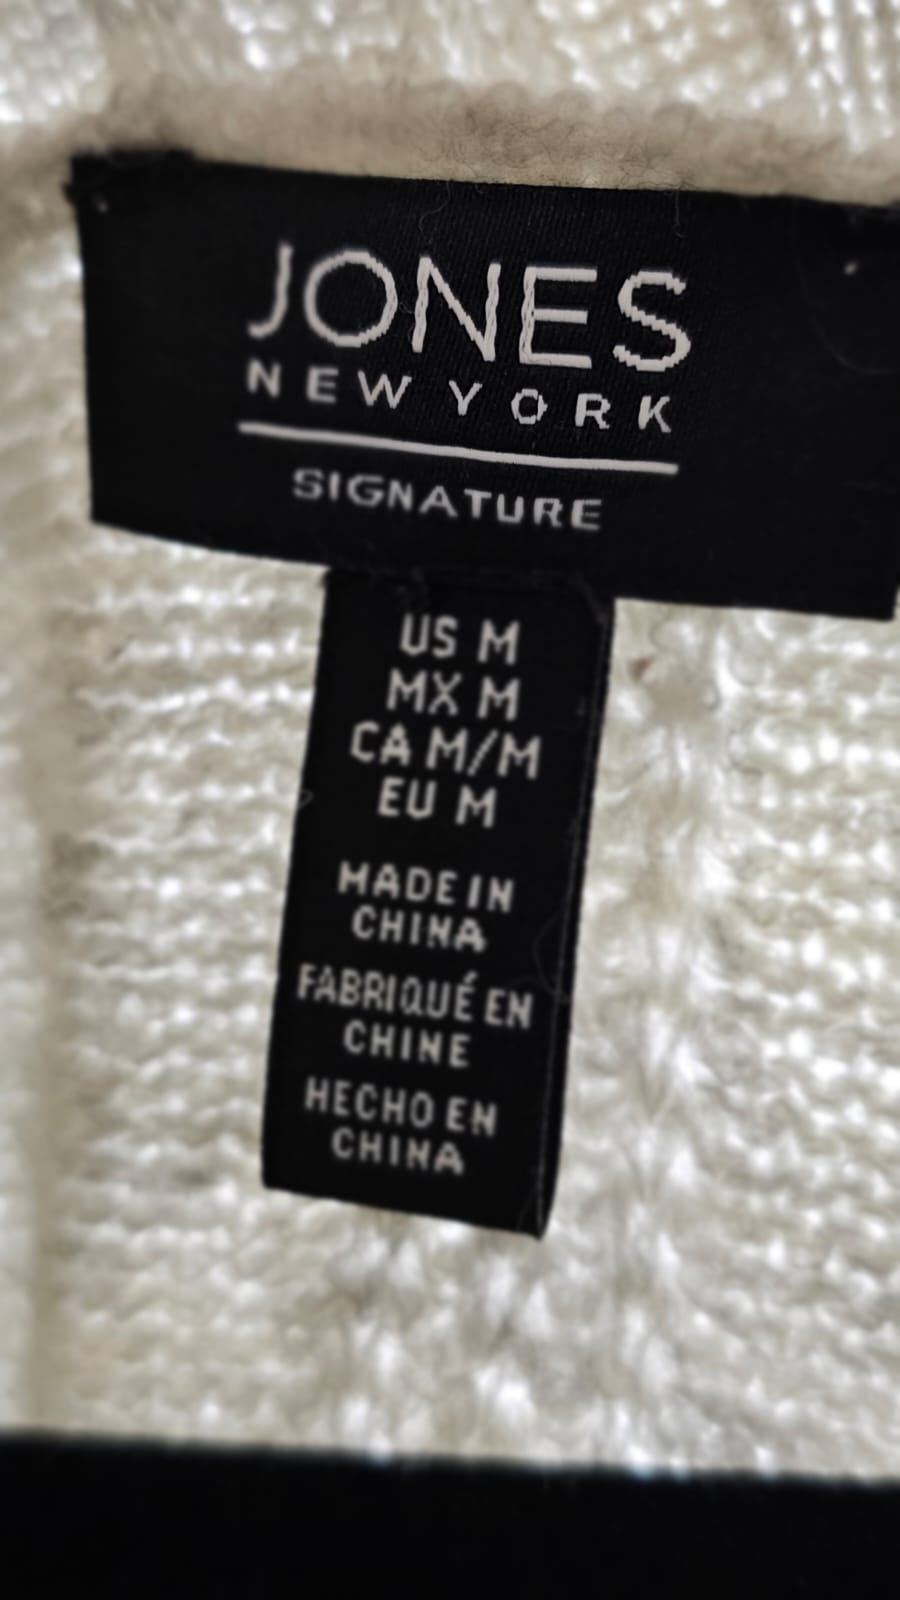 JONES
NEW YORK
SIGNATURE
US M
MX M
CA M/M
EU M
MADE IN
CHINA
FABRIQUÉ EN
CHINE
HECHO EN
CHINA